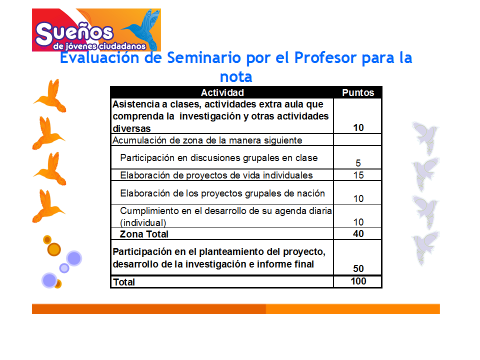 Sueños
de jóvenes ciudadanos
Evaluación de Seminario por el Profesor para la
nota
Actividad Puntos
Asistencia a clases, actividades extra aula que
comprenda la investigación y otras actividades
diversas 10
Acumulación de zona de la manera siguiente
Participación en discusiones grupales en clase 5
Elaboración de proyectos de vida individuales 15
Elaboración de los proyectos grupales de nación 10
Cumplimiento en el desarrollo de su agenda diaria
(individual) 10
Zona Total 40
Participación en el planteamiento del proyecto,
desarrollo de la investigación e informe final 50
Total 100